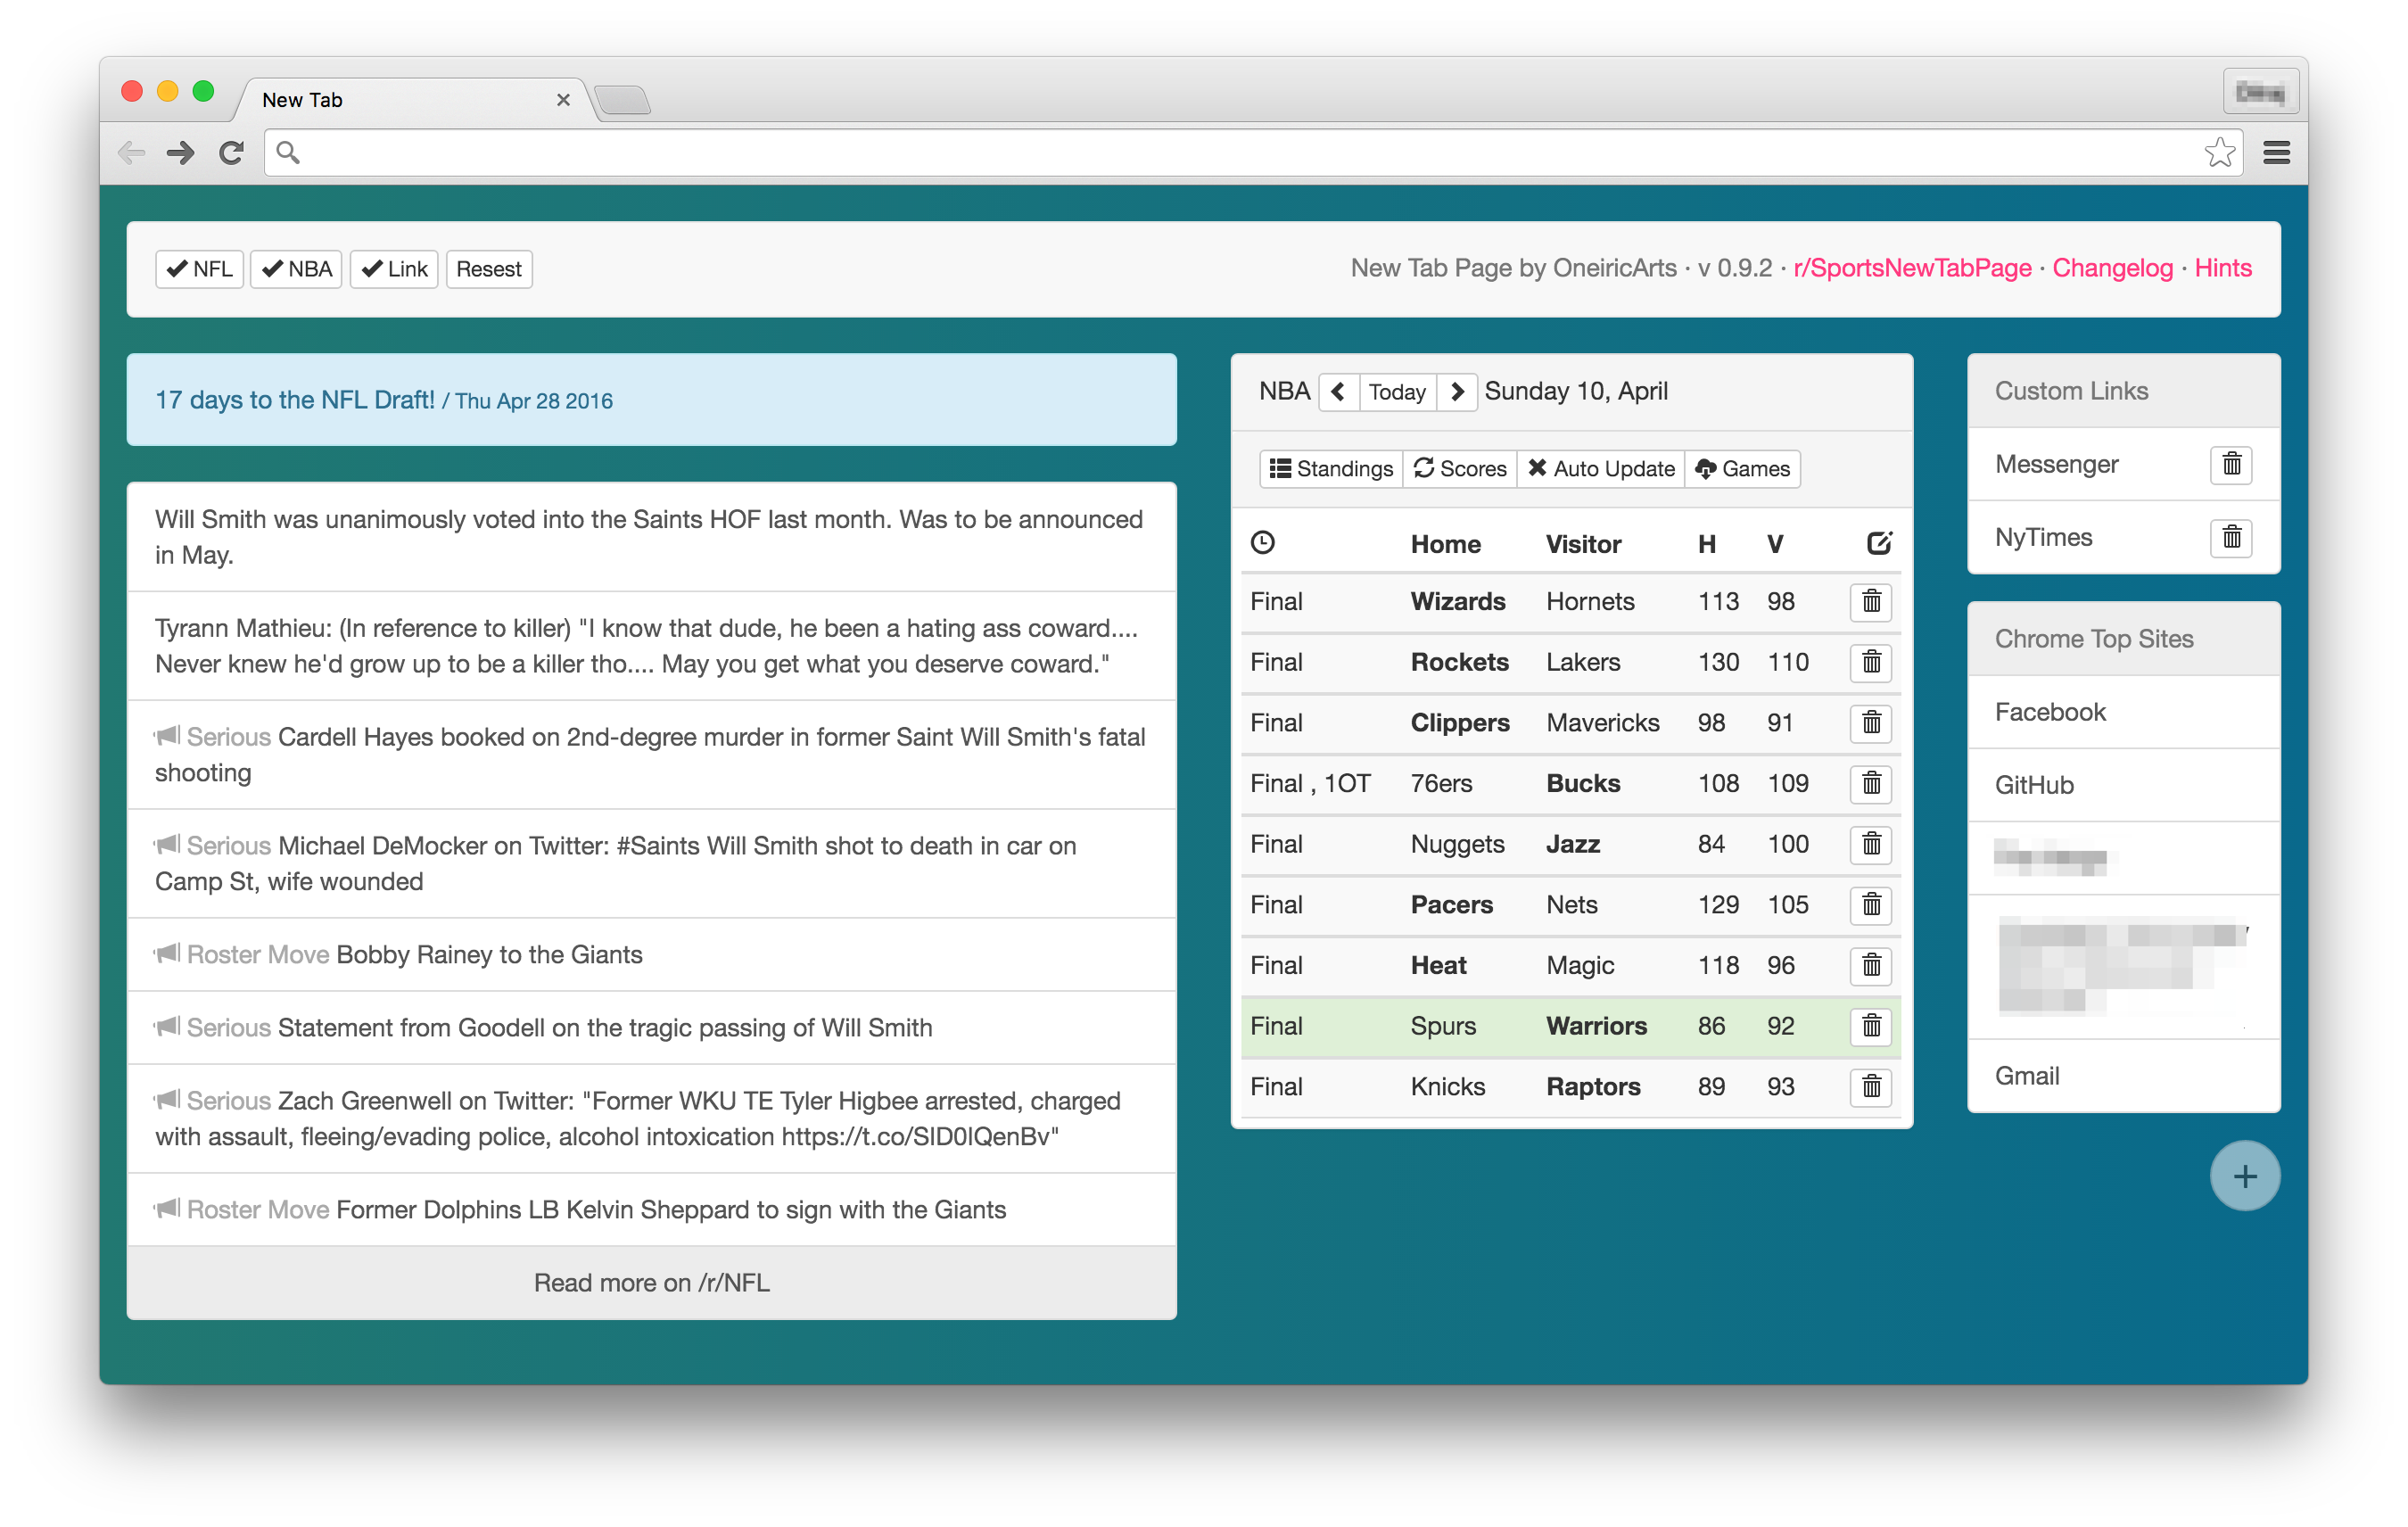 New Tab
NFL NBA Link Resest
New Tab Page by OneiricArts · v 0.9.2 · r/SportsNewTabPage · Changelog · Hints
17 days to the NFL Draft! / Thu Apr 28 2016
Will Smith was unanimously voted into the Saints HOF last month. Was to be announced
in May.
Tyrann Mathieu: (In reference to killer) "I know that dude, he been a hating ass coward....
Never knew he'd grow up to be a killer tho.... May you get what you deserve coward."
Serious Cardell Hayes booked on 2nd-degree murder in former Saint Will Smith's fatal
shooting
Serious Michael DeMocker on Twitter: #Saints Will Smith shot to death in car on
Camp St, wife wounded
Roster Move Bobby Rainey to the Giants
Serious Statement from Goodell on the tragic passing of Will Smith
Serious Zach Greenwell on Twitter: "Former WKU TE Tyler Higbee arrested, charged
with assault, fleeing/evading police, alcohol intoxication https://t.co/SID0lQenBv"
Roster Move Former Dolphins LB Kelvin Sheppard to sign with the Giants
Read more on /r/NFL
NBA Today Sunday 10, April
Standings Scores Auto Update Games
Home Visitor H V
Final Wizards Hornets 113 98
Final Rockets Lakers 130 110
Final Clippers Mavericks 98 91
Final , 1OT 76ers Bucks 108 109
Final Nuggets Jazz 84 100
Final Pacers Nets 129 105
Final Heat Magic 118 96
Final Spurs Warriors 86 92
Final Knicks Raptors 89 93
Custom Links
Messenger
NyTimes
Chrome Top Sites
Facebook
GitHub
Gmail
+